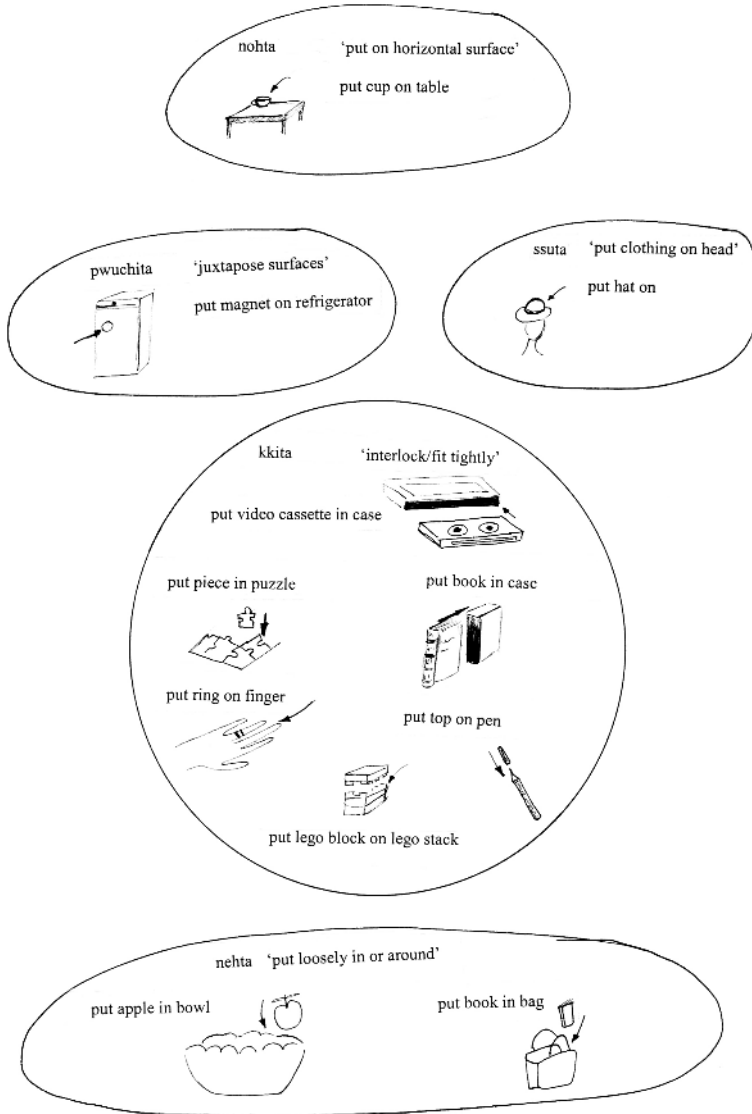 nohta ‘put on horizontal surface’
put cup on table
pwuchita ‘juxtapose surfaces’
put magnet on refrigerator
ssuta ‘put clothing on head’
put hat on
kkita ‘interlock/fit tightly’
put video cassette in case
put piece in puzzle
put book in case
put ring on finger
put top on pen
put lego block on lego stack
nehta ‘put loosely in or around’
put apple in bowl
put book in bag